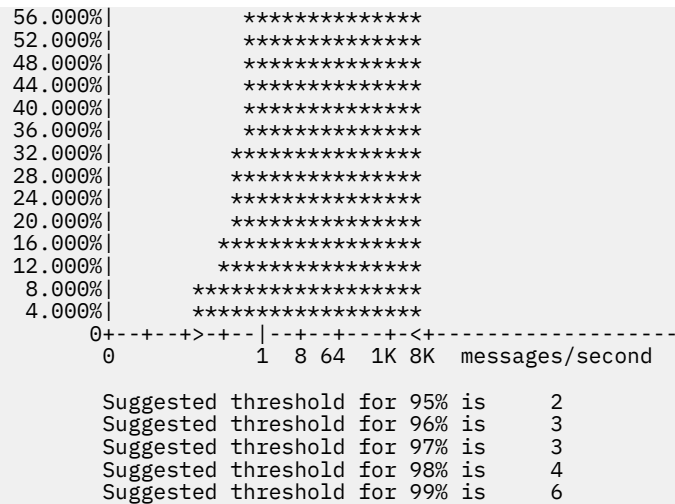 56.000%|           **************
52.000%|           **************
48.000%|           **************
44.000%|           **************
40.000%|           **************
36.000%|           **************
32.000%|          ***************
28.000%|          ***************
24.000%|          ***************
20.000%|          ***************
16.000%|         ****************
12.000%|         ****************
 8.000%|       ******************
 4.000%|       ******************
       0+--+--+>-+--|--+--+---+-<+-------------------
        0           1  8 64  1K 8K  messages/second
Suggested threshold for 95% is     2
Suggested threshold for 96% is     3
Suggested threshold for 97% is     3
Suggested threshold for 98% is     4
Suggested threshold for 99% is     6